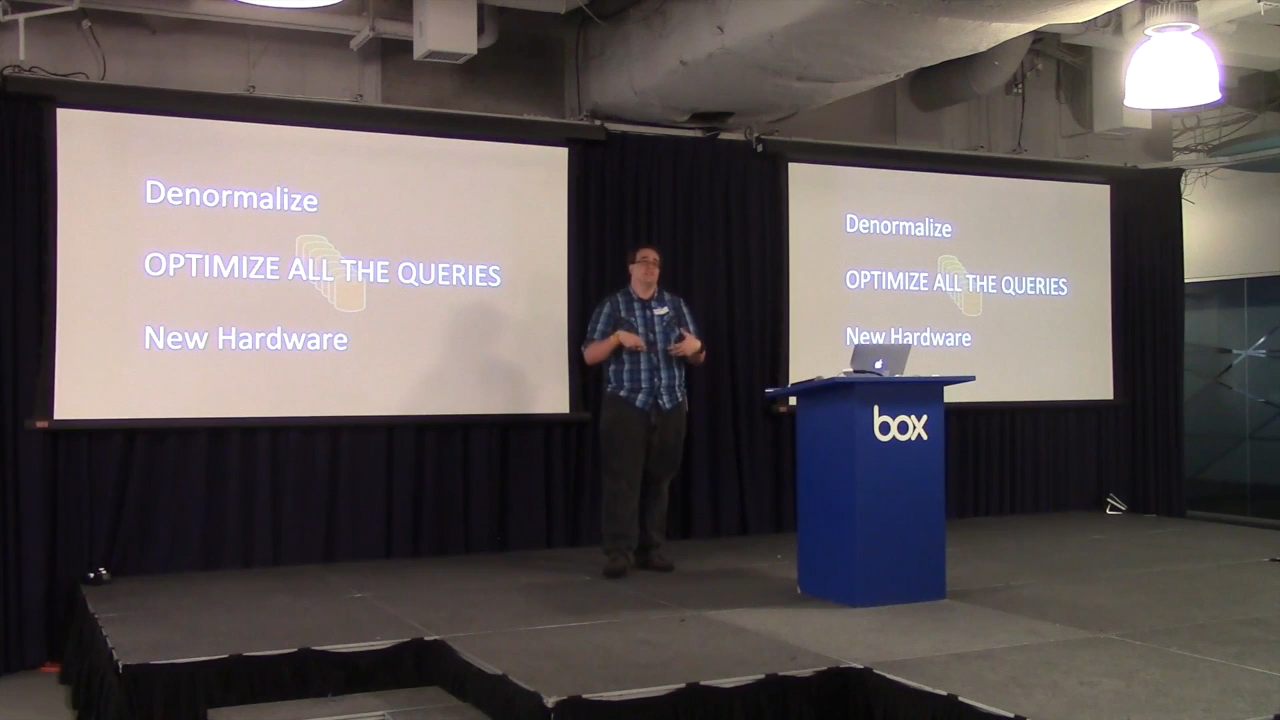 Denormalize
OPTIMIZE ALL THE QUERIES
New Hardware
Denormalize
OPTIMIZE ALL THE QUERIES
New Hardware
box